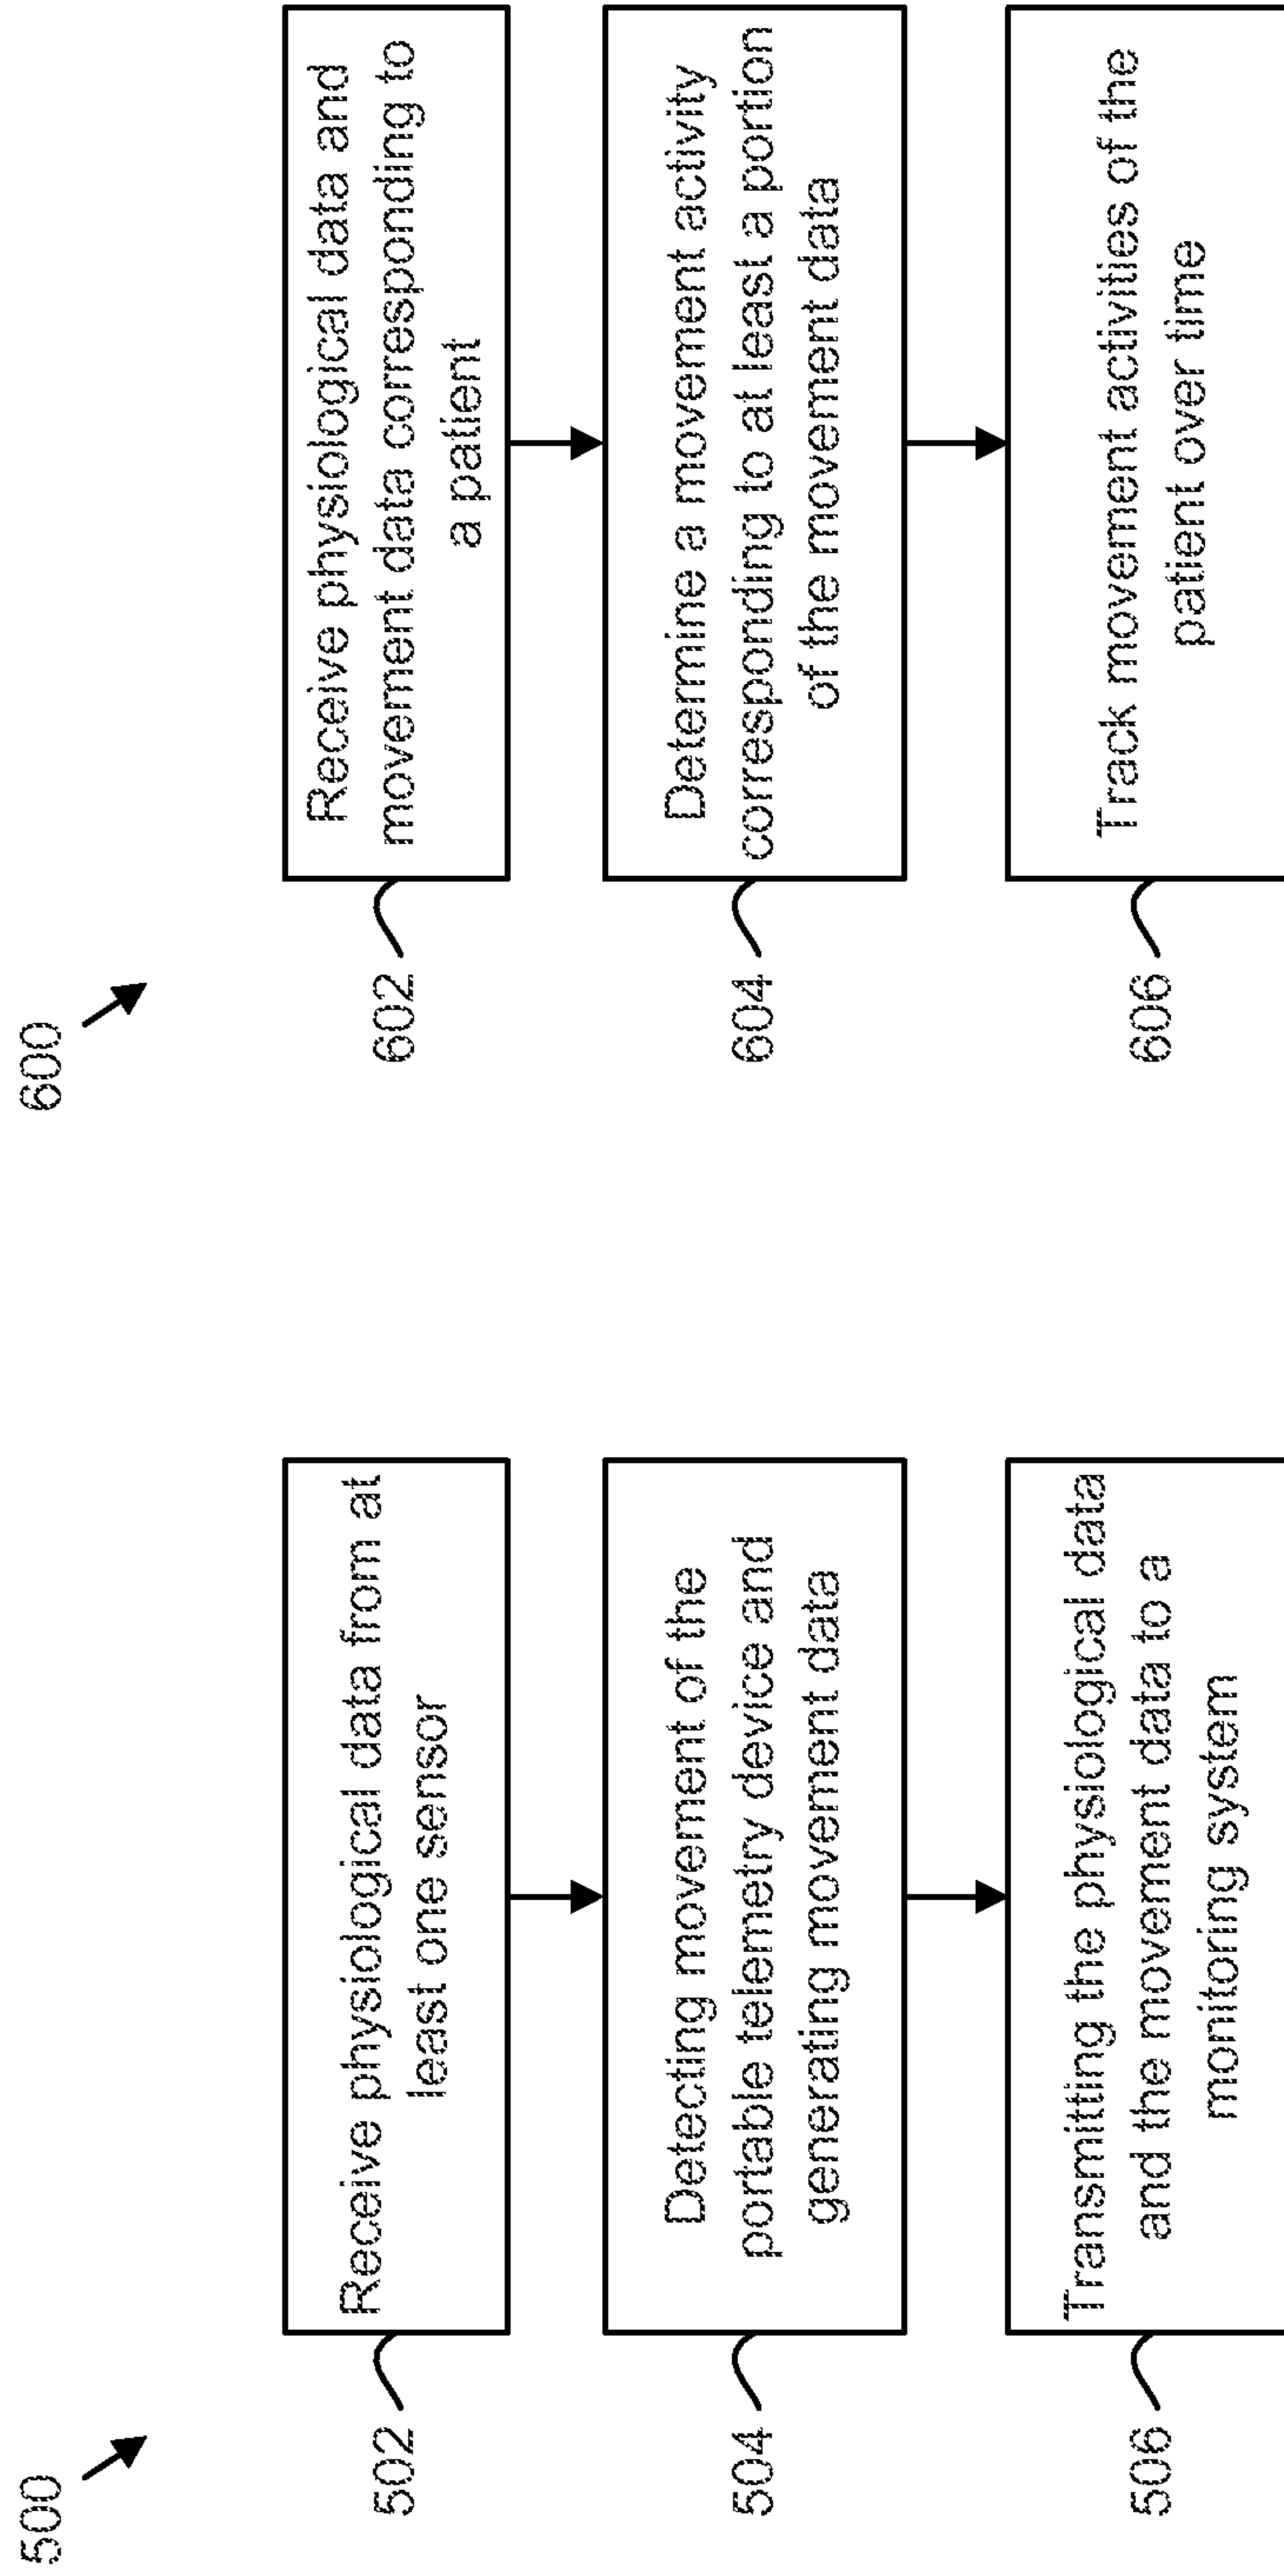 500
502
Receive physiological data from at
least one sensor
504
Detecting movement of the
portable telemetry device and
generating movement data
506
Transmitting the physiological data
and the movement data to a
monitoring system
600
602
Receive physiological data and
movement data corresponding to
a patient
604
Determine a movement activity
corresponding to at least a portion
of the movement data
606
Track movement activities of the
patient over time